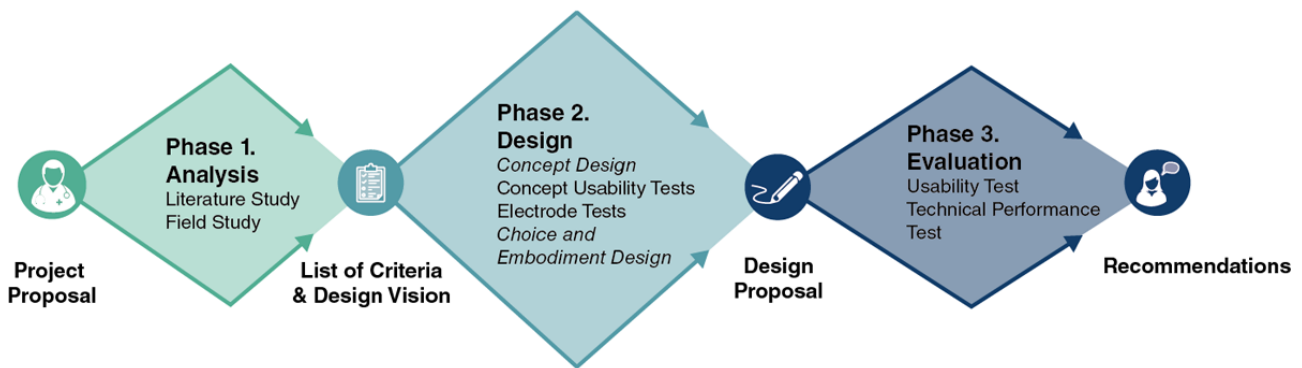 Project
Proposal
Phase 1.
Analysis
Literature Study
Field Study
List of Criteria
& Design Vision
Phase 2.
Design
Concept Design
Concept Usability Tests
Electrode Tests
Choice and
Embodiment Design
Design
Proposal
Phase 3.
Evaluation
Usability Test
Technical Performance
Test
Recommendations